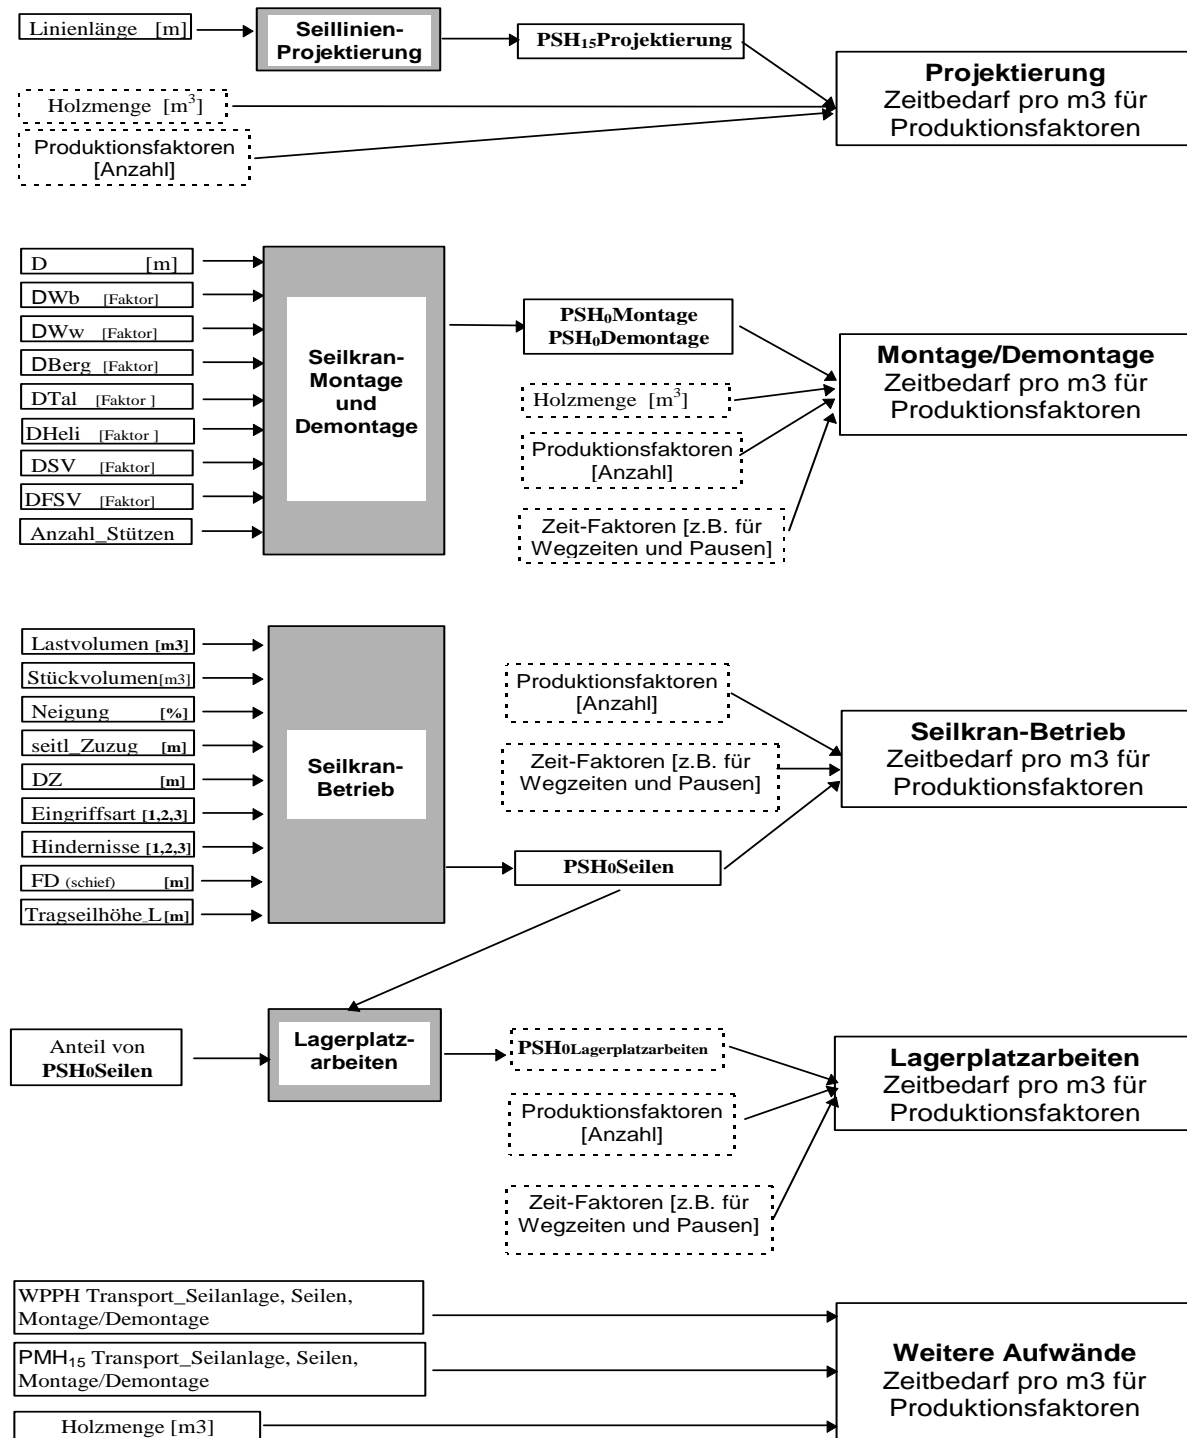 Linienlänge [m]
Seillinien-
Projektierung
PSH₁₅Projektierung
Projektierung
Zeitbedarf pro m3 für
Produktionsfaktoren
Holzmenge [m³]
Produktionsfaktoren
[Anzahl]
D [m]
DWb [Faktor]
DWw [Faktor]
DBerg [Faktor]
DTal [Faktor ]
DHeli [Faktor ]
DSV [Faktor]
DFSV [Faktor]
Anzahl_Stützen
Seilkran-
Montage
und
Demontage
PSH₀Montage
PSH₀Demontage
Holzmenge [m³]
Produktionsfaktoren
[Anzahl]
Zeit-Faktoren [z.B. für
Wegzeiten und Pausen]
Montage/Demontage
Zeitbedarf pro m3 für
Produktionsfaktoren
Lastvolumen [m3]
Stückvolumen[m3]
Neigung [%]
seitl_Zuzug [m]
DZ [m]
Eingriffsart [1,2,3]
Hindernisse [1,2,3]
FD (schief) [m]
Tragseilhöhe_L[m]
Seilkran-
Betrieb
Produktionsfaktoren
[Anzahl]
Zeit-Faktoren [z.B. für
Wegzeiten und Pausen]
PSH₀Seilen
Seilkran-Betrieb
Zeitbedarf pro m3 für
Produktionsfaktoren
Anteil von
PSH₀Seilen
Lagerplatz-
arbeiten
PSH₀Lagerplatzarbeiten
Produktionsfaktoren
[Anzahl]
Zeit-Faktoren [z.B. für
Wegzeiten und Pausen]
Lagerplatzarbeiten
Zeitbedarf pro m3 für
Produktionsfaktoren
WPPH Transport_Seilanlage, Seilen,
Montage/Demontage
PMH₁₅ Transport_Seilanlage, Seilen,
Montage/Demontage
Holzmenge [m3]
Weitere Aufwände
Zeitbedarf pro m3 für
Produktionsfaktoren